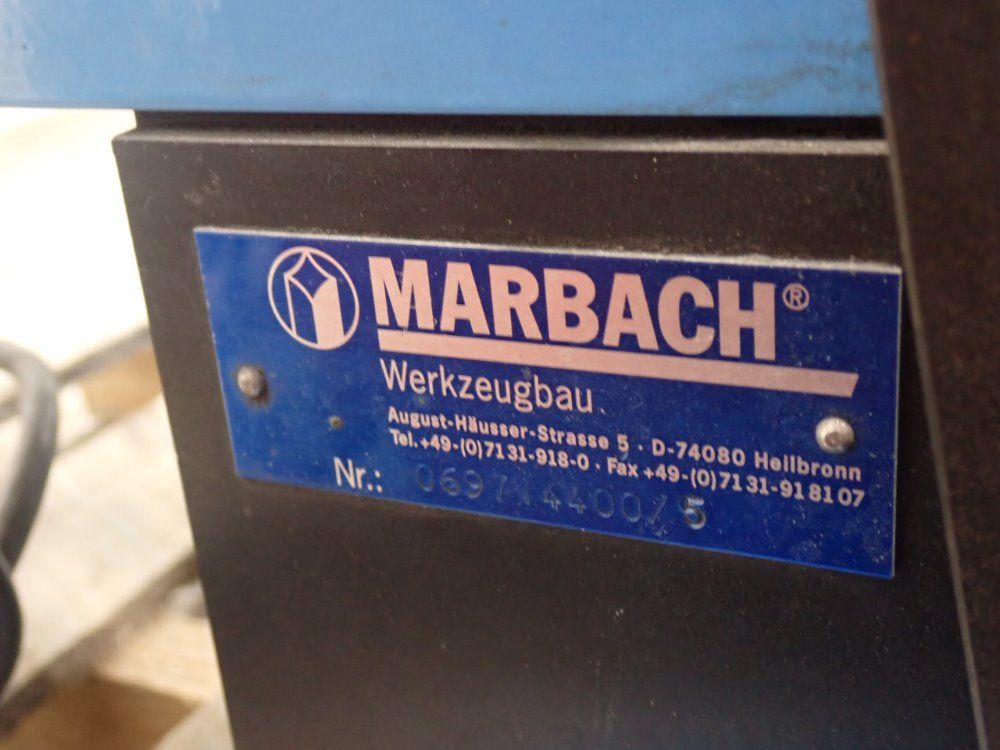 MARBACH®
Werkzeugbau
August-Häusser-Strasse 5 · D-74080 Heilbronn
Tel. +49-(0)7131-918-0 · Fax +49-(0)7131-918107
Nr.: